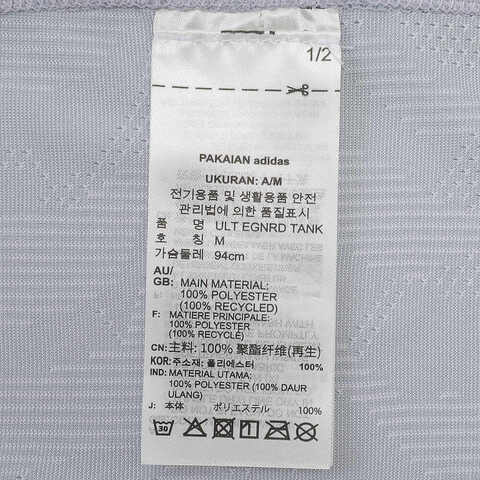 1/2
PAKAIAN adidas
UKURAN: A/M
전기용품 및 생활용품 안전
관리법에 의한 품질표시
품 명 ULT EGNRD TANK
호 칭 M
가슴둘레 94cm
AU/
GB: MAIN MATERIAL:
100% POLYESTER
(100% RECYCLED)
F: MATIERE PRINCIPALE:
100% POLYESTER
(100% RECYCLÉ)
CN: 主料: 100% 聚酯纤维(再生)
KOR: 주소재: 폴리에스터 100%
IND: MATERIAL UTAMA:
100% POLYESTER (100% DAUR
ULANG)
J: 本体 ポリエステル 100%
30